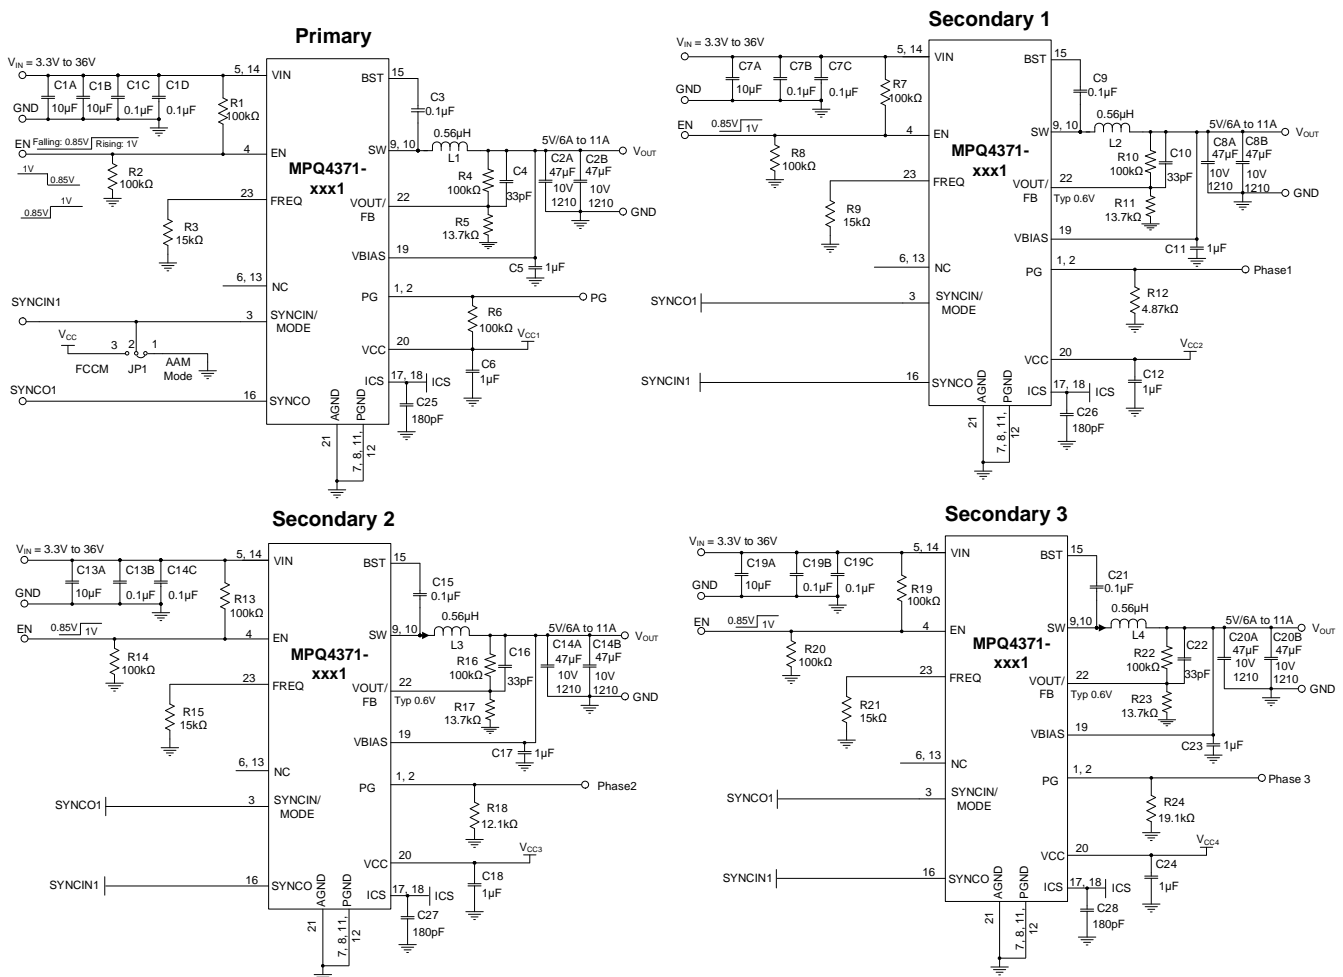 Primary
V_IN = 3.3V to 36V
C1A C1B C1C C1D
10µF 10µF 0.1µF 0.1µF
GND
R1
100kΩ
EN Falling: 0.85V Rising: 1V
R2
100kΩ
1V
0.85V
1V
0.85V
R3
15kΩ
SYNCIN1
V_CC
3 2 1
FCCM JP1 AAM
Mode
SYNCO1
5, 14 VIN
4 EN
MPQ4371-
xxx1
23 FREQ
6, 13 NC
3 SYNCIN/
MODE
16 SYNCO
AGND PGND
21
7, 8, 11,
12
BST 15
C3
0.1µF
SW 9, 10
0.56µH
L1
5V/6A to 11A
V_OUT
R4
100kΩ
C4
33pF
C2A C2B
47µF 47µF
10V 10V
1210 1210
GND
VOUT/
FB
22
R5
13.7kΩ
VBIAS 19
C5 1µF
PG 1, 2 PG
R6
100kΩ
VCC 20 V_CC1
C6
1µF
ICS 17, 18 ICS
C25
180pF
Secondary 1
V_IN = 3.3V to 36V
C7A C7B C7C
10µF 0.1µF 0.1µF
GND
R7
100kΩ
EN 0.85V 1V
R8
100kΩ
R9
15kΩ
SYNCO1
SYNCIN1
5, 14 VIN
4 EN
MPQ4371-
xxx1
23 FREQ
6, 13 NC
3 SYNCIN/
MODE
16 SYNCO
AGND PGND
21
7, 8, 11,
12
BST 15
C9
0.1µF
SW 9, 10
0.56µH
L2
5V/6A to 11A
V_OUT
R10
100kΩ
C10
33pF
C8A C8B
47µF 47µF
10V 10V
1210 1210
GND
VOUT/
FB
22
Typ 0.6V
R11
13.7kΩ
VBIAS 19
C11 1µF
PG 1, 2 Phase1
R12
4.87kΩ
VCC 20 V_CC2
C12
1µF
ICS 17, 18 ICS
C26
180pF
Secondary 2
V_IN = 3.3V to 36V
C13A C13B C14C
10µF 0.1µF 0.1µF
GND
R13
100kΩ
EN 0.85V 1V
R14
100kΩ
R15
15kΩ
SYNCO1
SYNCIN1
5, 14 VIN
4 EN
MPQ4371-
xxx1
23 FREQ
6, 13 NC
3 SYNCIN/
MODE
16 SYNCO
AGND PGND
21
7, 8, 11,
12
BST 15
C15
0.1µF
SW 9, 10
0.56µH
L3
5V/6A to 11A
V_OUT
R16
100kΩ
C16
33pF
C14A C14B
47µF 47µF
10V 10V
1210 1210
GND
VOUT/
FB
22
Typ 0.6V
R17
13.7kΩ
VBIAS 19
C17 1µF
PG 1, 2 Phase2
R18
12.1kΩ
VCC 20 V_CC3
C18
1µF
ICS 17, 18 ICS
C27
180pF
Secondary 3
V_IN = 3.3V to 36V
C19A C19B C19C
10µF 0.1µF 0.1µF
GND
R19
100kΩ
EN 0.85V 1V
R20
100kΩ
R21
15kΩ
SYNCO1
SYNCIN1
5, 14 VIN
4 EN
MPQ4371-
xxx1
23 FREQ
6, 13 NC
3 SYNCIN/
MODE
16 SYNCO
AGND PGND
21
7, 8, 11,
12
BST 15
C21
0.1µF
SW 9,10
0.56µH
L4
5V/6A to 11A
V_OUT
R22
100kΩ
C22
33pF
C20A C20B
47µF 47µF
10V 10V
1210 1210
GND
VOUT/
FB
22
Typ 0.6V
R23
13.7kΩ
VBIAS 19
C23 1µF
PG 1, 2 Phase 3
R24
19.1kΩ
VCC 20 V_CC4
C24
1µF
ICS 17, 18 ICS
C28
180pF